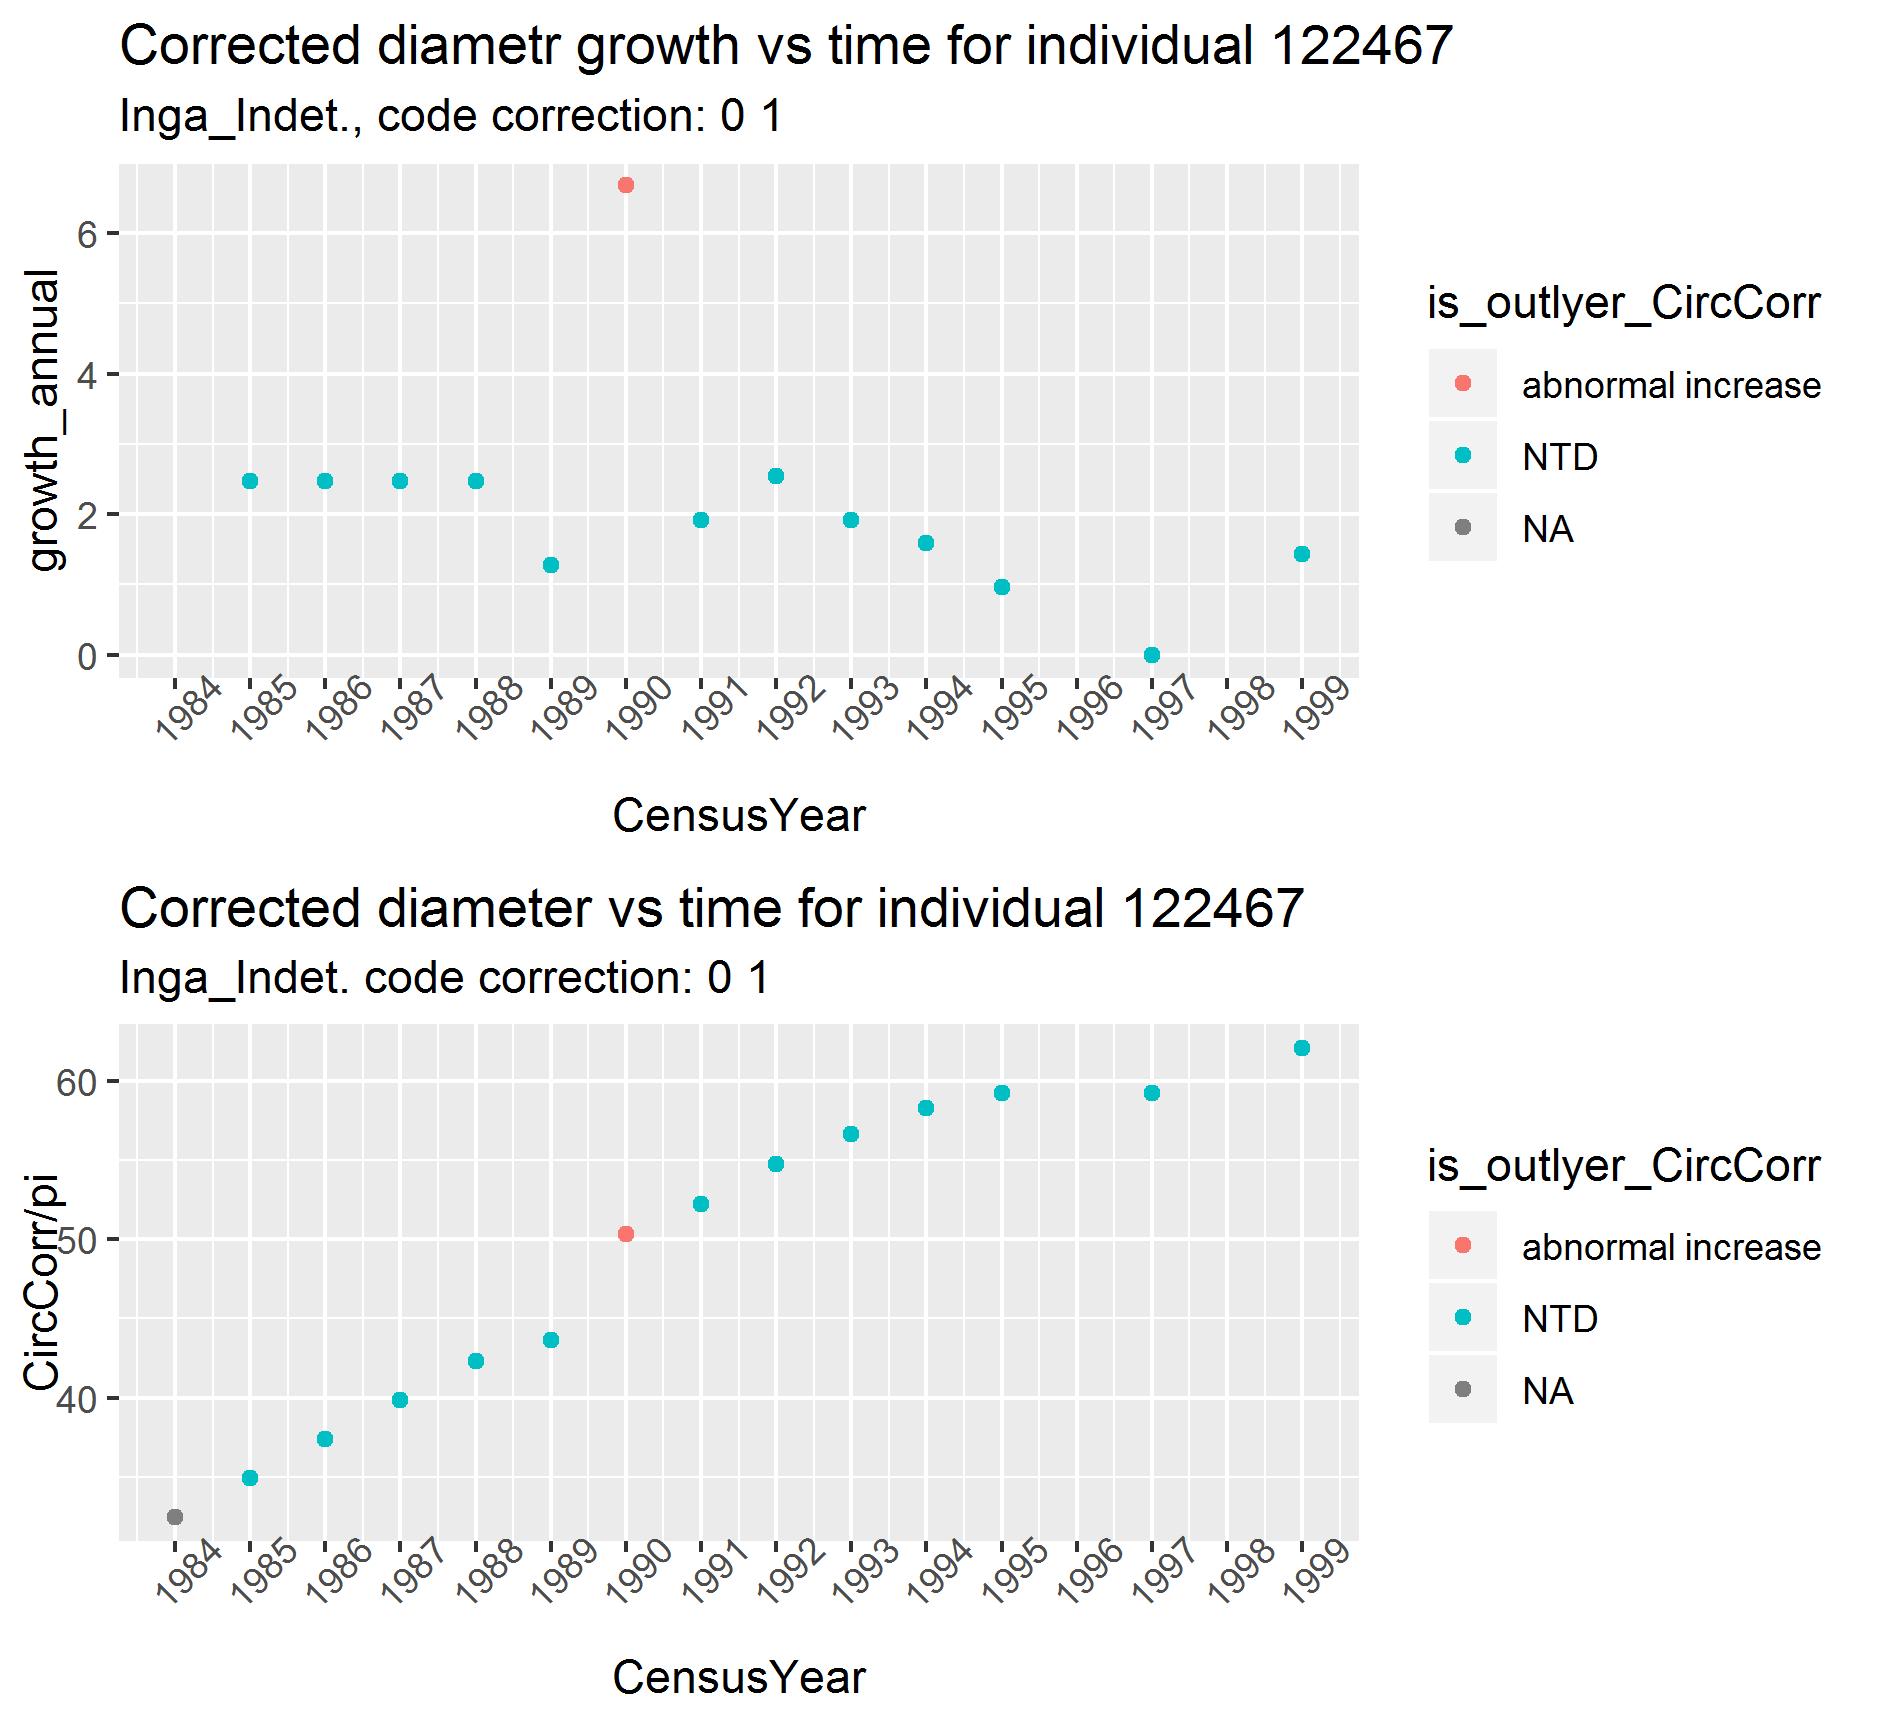 Corrected diametr growth vs time for individual 122467
Inga_Indet., code correction: 0 1
growth_annual
6
4
2
0
1984 1985 1986 1987 1988 1989 1990 1991 1992 1993 1994 1995 1996 1997 1998 1999
CensusYear
is_outlyer_CircCorr
abnormal increase
NTD
NA
Corrected diameter vs time for individual 122467
Inga_Indet. code correction: 0 1
CircCorr/pi
60
50
40
1984 1985 1986 1987 1988 1989 1990 1991 1992 1993 1994 1995 1996 1997 1998 1999
CensusYear
is_outlyer_CircCorr
abnormal increase
NTD
NA